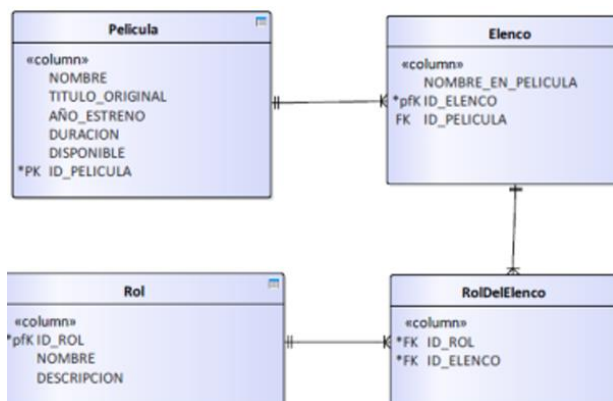 Pelicula
«column»
NOMBRE
TITULO_ORIGINAL
AÑO_ESTRENO
DURACION
DISPONIBLE
*PK ID_PELICULA
Elenco
«column»
NOMBRE_EN_PELICULA
*pfK ID_ELENCO
FK ID_PELICULA
Rol
«column»
*pfK ID_ROL
NOMBRE
DESCRIPCION
RolDelElenco
«column»
*FK ID_ROL
*FK ID_ELENCO